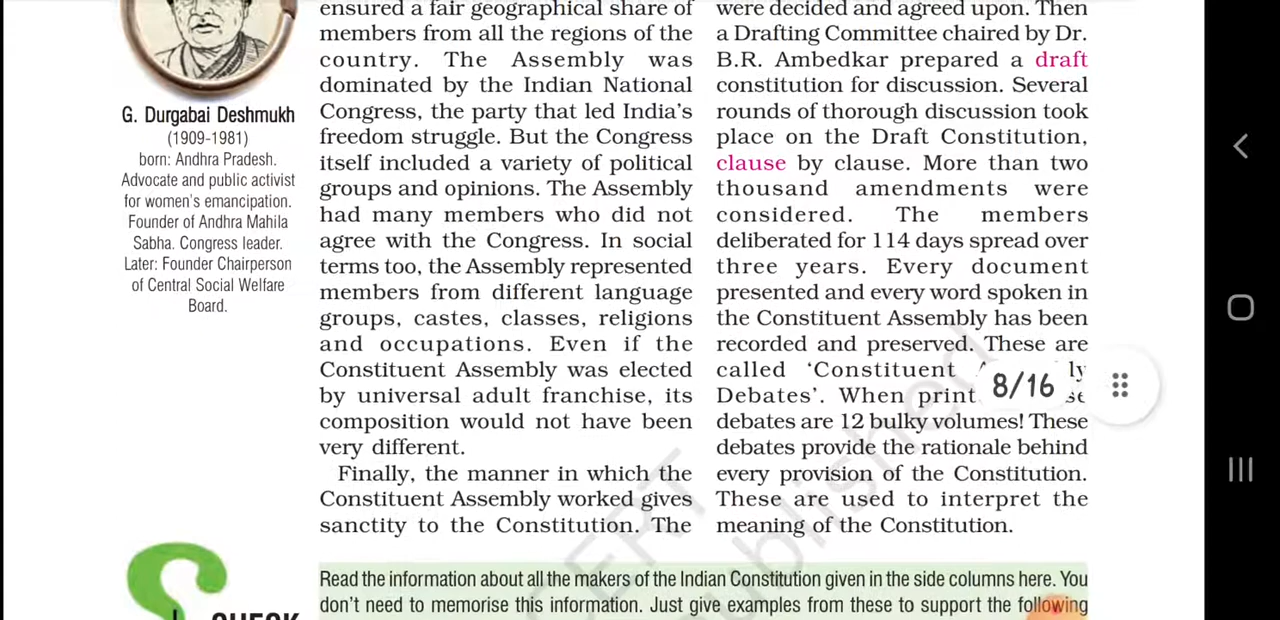 G. Durgabai Deshmukh
(1909-1981)
born: Andhra Pradesh.
Advocate and public activist
for women's emancipation.
Founder of Andhra Mahila
Sabha. Congress leader.
Later: Founder Chairperson
of Central Social Welfare
Board.
ensured a fair geographical share of
members from all the regions of the
country. The Assembly was
dominated by the Indian National
Congress, the party that led India's
freedom struggle. But the Congress
itself included a variety of political
groups and opinions. The Assembly
had many members who did not
agree with the Congress. In social
terms too, the Assembly represented
members from different language
groups, castes, classes, religions
and occupations. Even if the
Constituent Assembly was elected
by universal adult franchise, its
composition would not have been
very different.
Finally, the manner in which the
Constituent Assembly worked gives
sanctity to the Constitution. The
were decided and agreed upon. Then
a Drafting Committee chaired by Dr.
B.R. Ambedkar prepared a draft
constitution for discussion. Several
rounds of thorough discussion took
place on the Draft Constitution,
clause by clause. More than two
thousand amendments were
considered. The members
deliberated for 114 days spread over
three years. Every document
presented and every word spoken in
the Constituent Assembly has been
recorded and preserved. These are
called 'Constituent
Debates'. When print
debates are 12 bulky volumes! These
debates provide the rationale behind
every provision of the Constitution.
These are used to interpret the
meaning of the Constitution.
8/16
CHECK
Read the information about all the makers of the Indian Constitution given in the side columns here. You
don't need to memorise this information. Just give examples from these to support the following
published